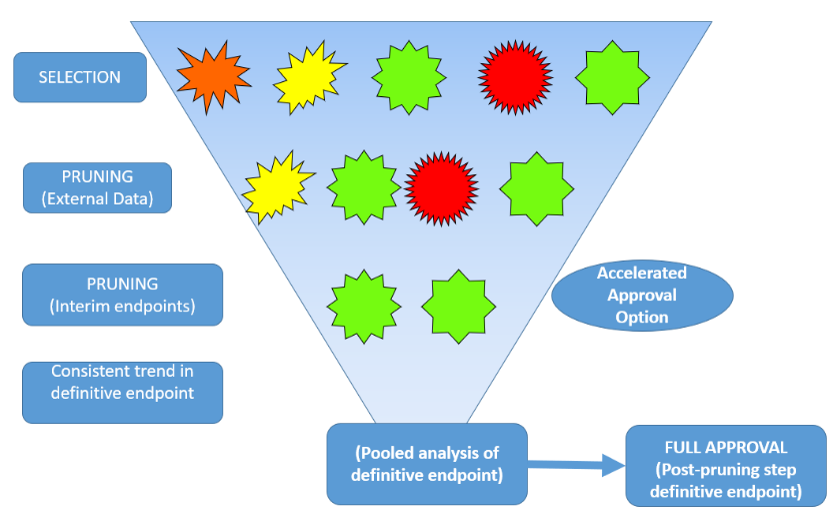 SELECTION
PRUNING
(External Data)
PRUNING
(Interim endpoints)
Accelerated
Approval
Option
Consistent trend in
definitive endpoint
(Pooled analysis of
definitive endpoint)
FULL APPROVAL
(Post-pruning step
definitive endpoint)